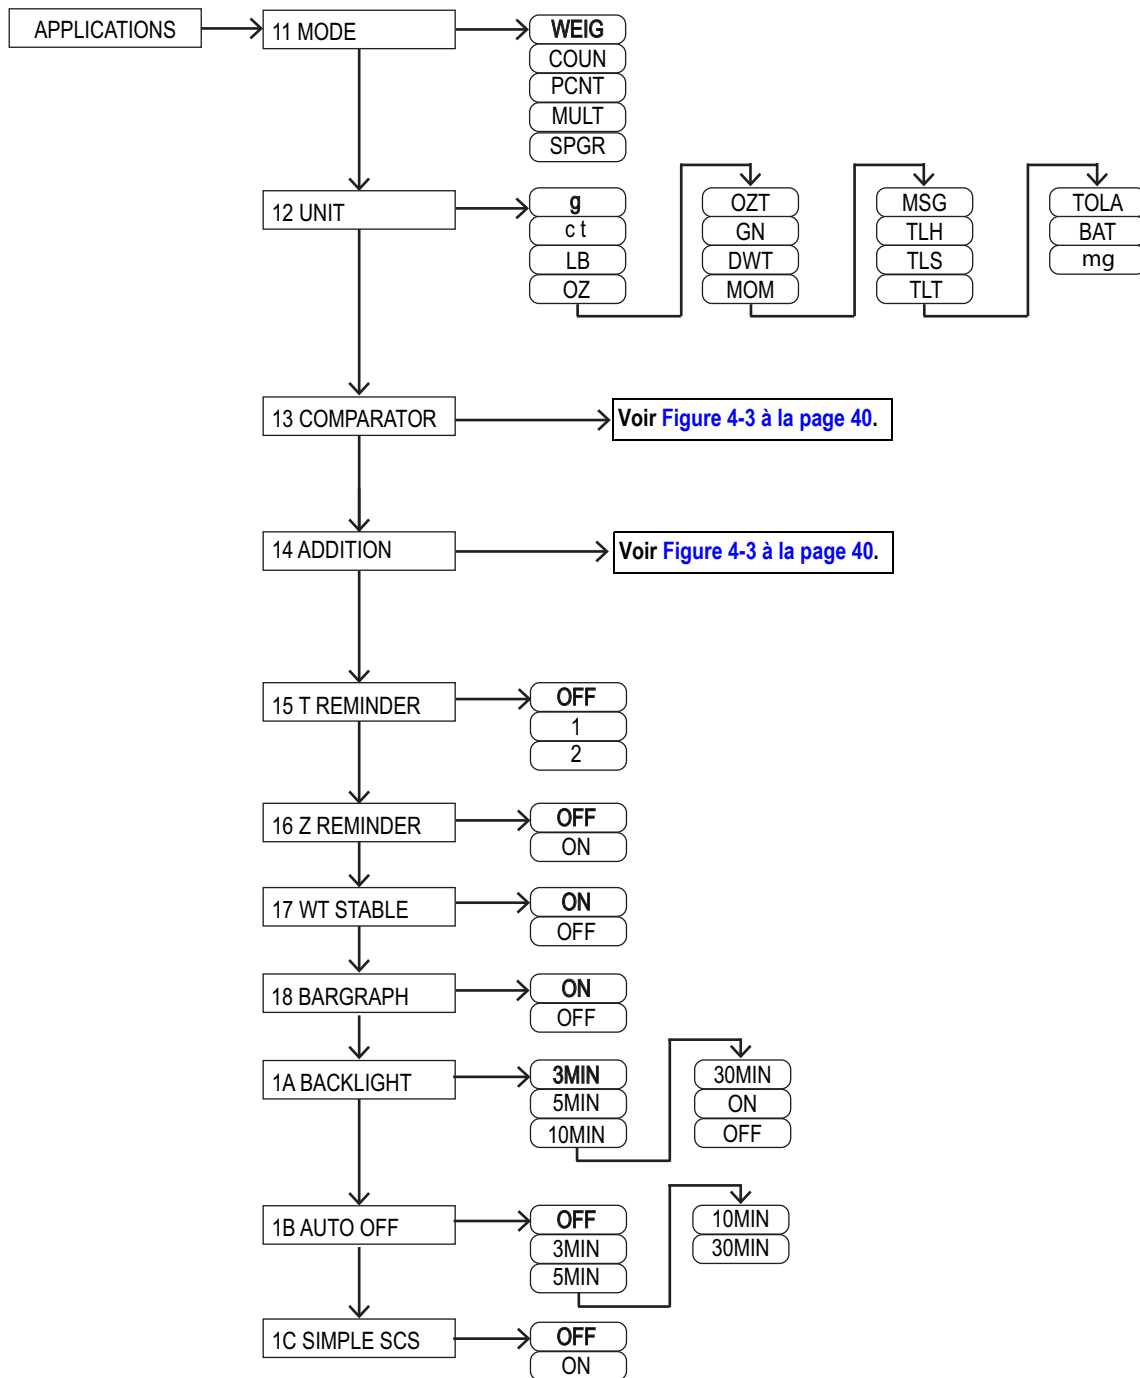 APPLICATIONS
11 MODE
WEIG
COUN
PCNT
MULT
SPGR
12 UNIT
g
c t
LB
OZ
OZT
GN
DWT
MOM
MSG
TLH
TLS
TLT
TOLA
BAT
mg
13 COMPARATOR
Voir Figure 4-3 à la page 40.
14 ADDITION
Voir Figure 4-3 à la page 40.
15 T REMINDER
OFF
1
2
16 Z REMINDER
OFF
ON
17 WT STABLE
ON
OFF
18 BARGRAPH
ON
OFF
1A BACKLIGHT
3MIN
5MIN
10MIN
30MIN
ON
OFF
1B AUTO OFF
OFF
3MIN
5MIN
10MIN
30MIN
1C SIMPLE SCS
OFF
ON